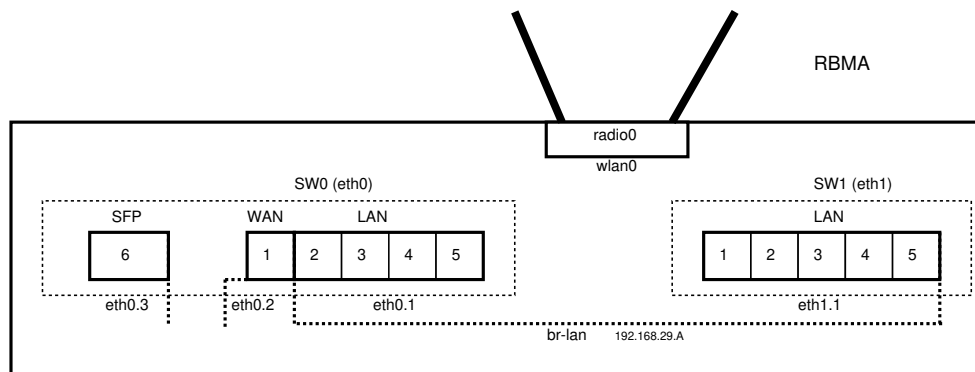 RBMA
radio0
wlan0
SW0 (eth0)
SW1 (eth1)
SFP WAN LAN LAN
6 1 2 3 4 5 1 2 3 4 5
eth0.3 eth0.2 eth0.1 eth1.1
br-lan 192.168.29.A